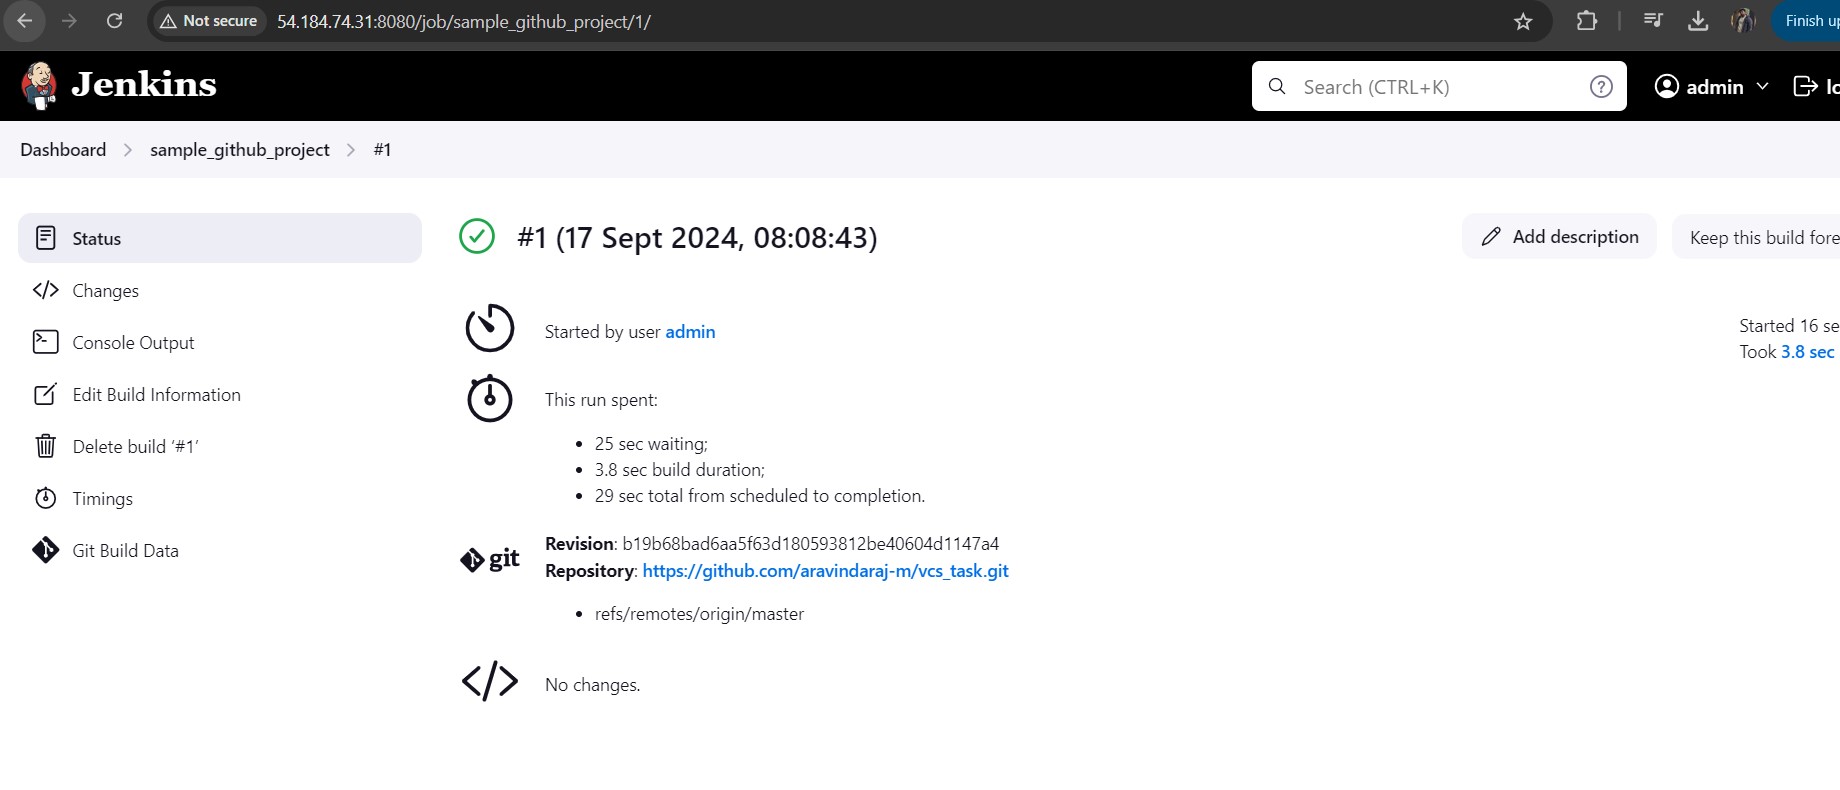 Not secure 54.184.74.31:8080/job/sample_github_project/1/ Finish up
Jenkins Search (CTRL+K) ? admin lo
Dashboard sample_github_project #1
Status
Changes
Console Output
Edit Build Information
Delete build ‘#1’
Timings
Git Build Data
#1 (17 Sept 2024, 08:08:43)
Add description Keep this build fore
Started by user admin
Started 16 se
Took 3.8 sec
This run spent:
• 25 sec waiting;
• 3.8 sec build duration;
• 29 sec total from scheduled to completion.
git
Revision: b19b68bad6aa5f63d180593812be40604d1147a4
Repository: https://github.com/aravindaraj-m/vcs_task.git
• refs/remotes/origin/master
No changes.